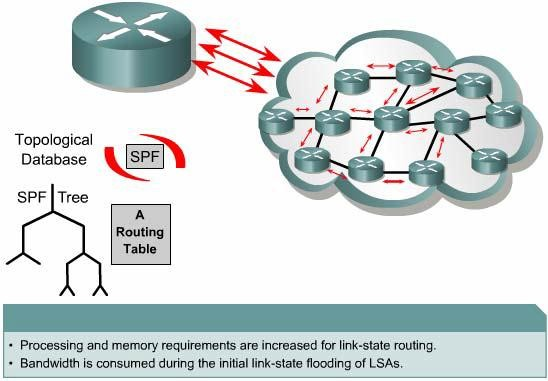 Topological
Database
SPF
SPF Tree
A
Routing
Table
• Processing and memory requirements are increased for link-state routing.
• Bandwidth is consumed during the initial link-state flooding of LSAs.